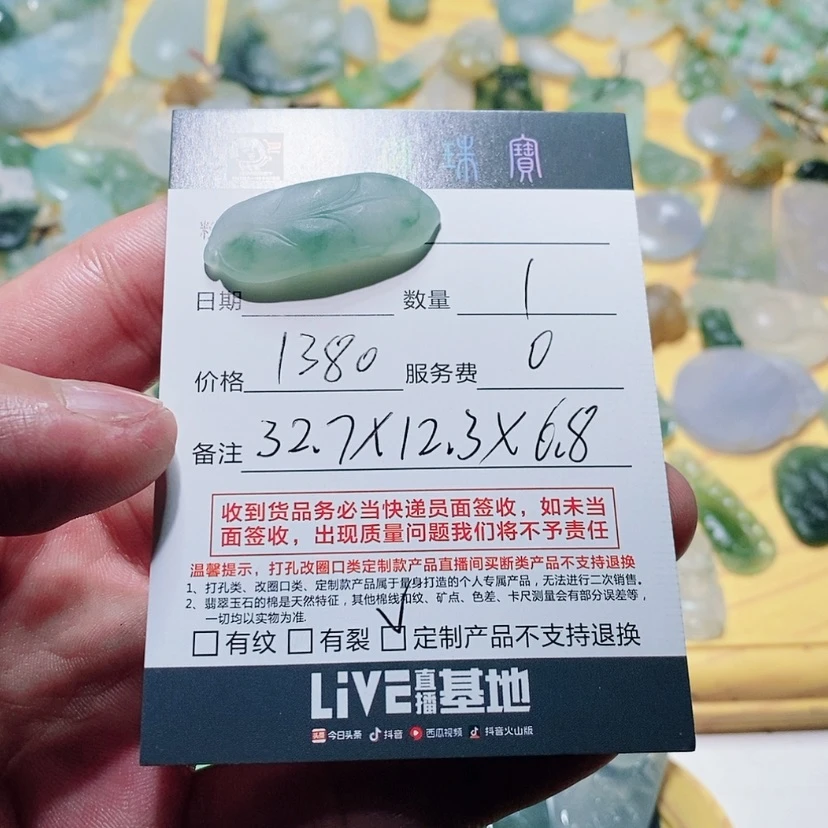 珠寶
日期 数量 1
价格 1380 服务费 0
备注 32.7X12.3X6.8
收到货品务必当快递员面签收，如未当
面签收，出现质量问题我们将不予责任
温馨提示，打孔改圈口类定制款产品直播间买断类产品不支持退换
1、打孔类、改圈口类、定制款产品属于量身打造的个人专属产品，无法进行二次销售。
2、翡翠玉石的棉是天然特征，其他棉线和纹、矿点、色差、卡尺测量会有部分误差等，
一切均以实物为准.
有纹 有裂 定制产品不支持退换
LiVE直播基地
头条 今日头条 抖音 西瓜视频 抖音火山版